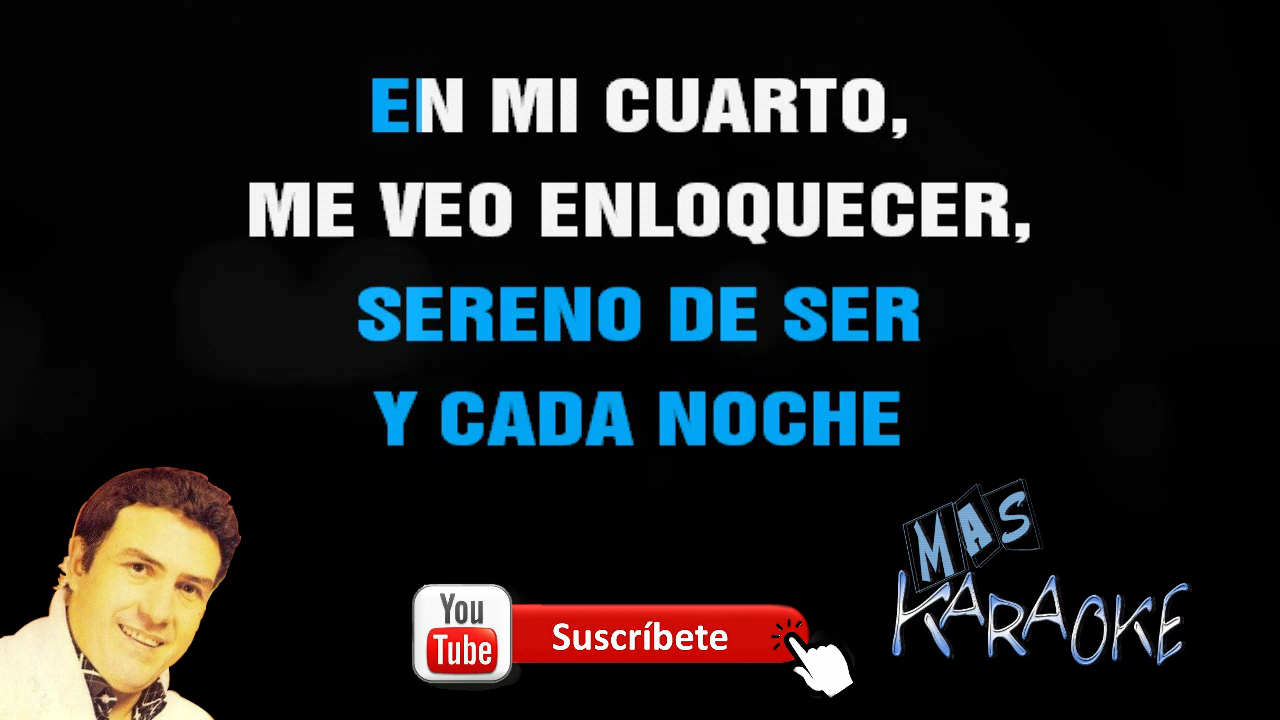 EN MI CUARTO,
ME VEO ENLOQUECER,
SERENO DE SER
Y CADA NOCHE
MAS
KARAOKE
You
Tube
Suscríbete